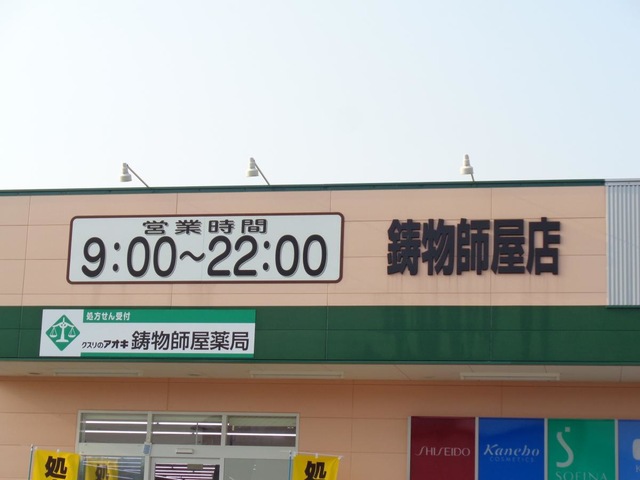 営業時間
9:00～22:00
鋳物師屋店
処方せん受付
クスリのアオキ 鋳物師屋薬局
SHISEIDO
Kanebo
COSMETICS
SOFINA
処
処